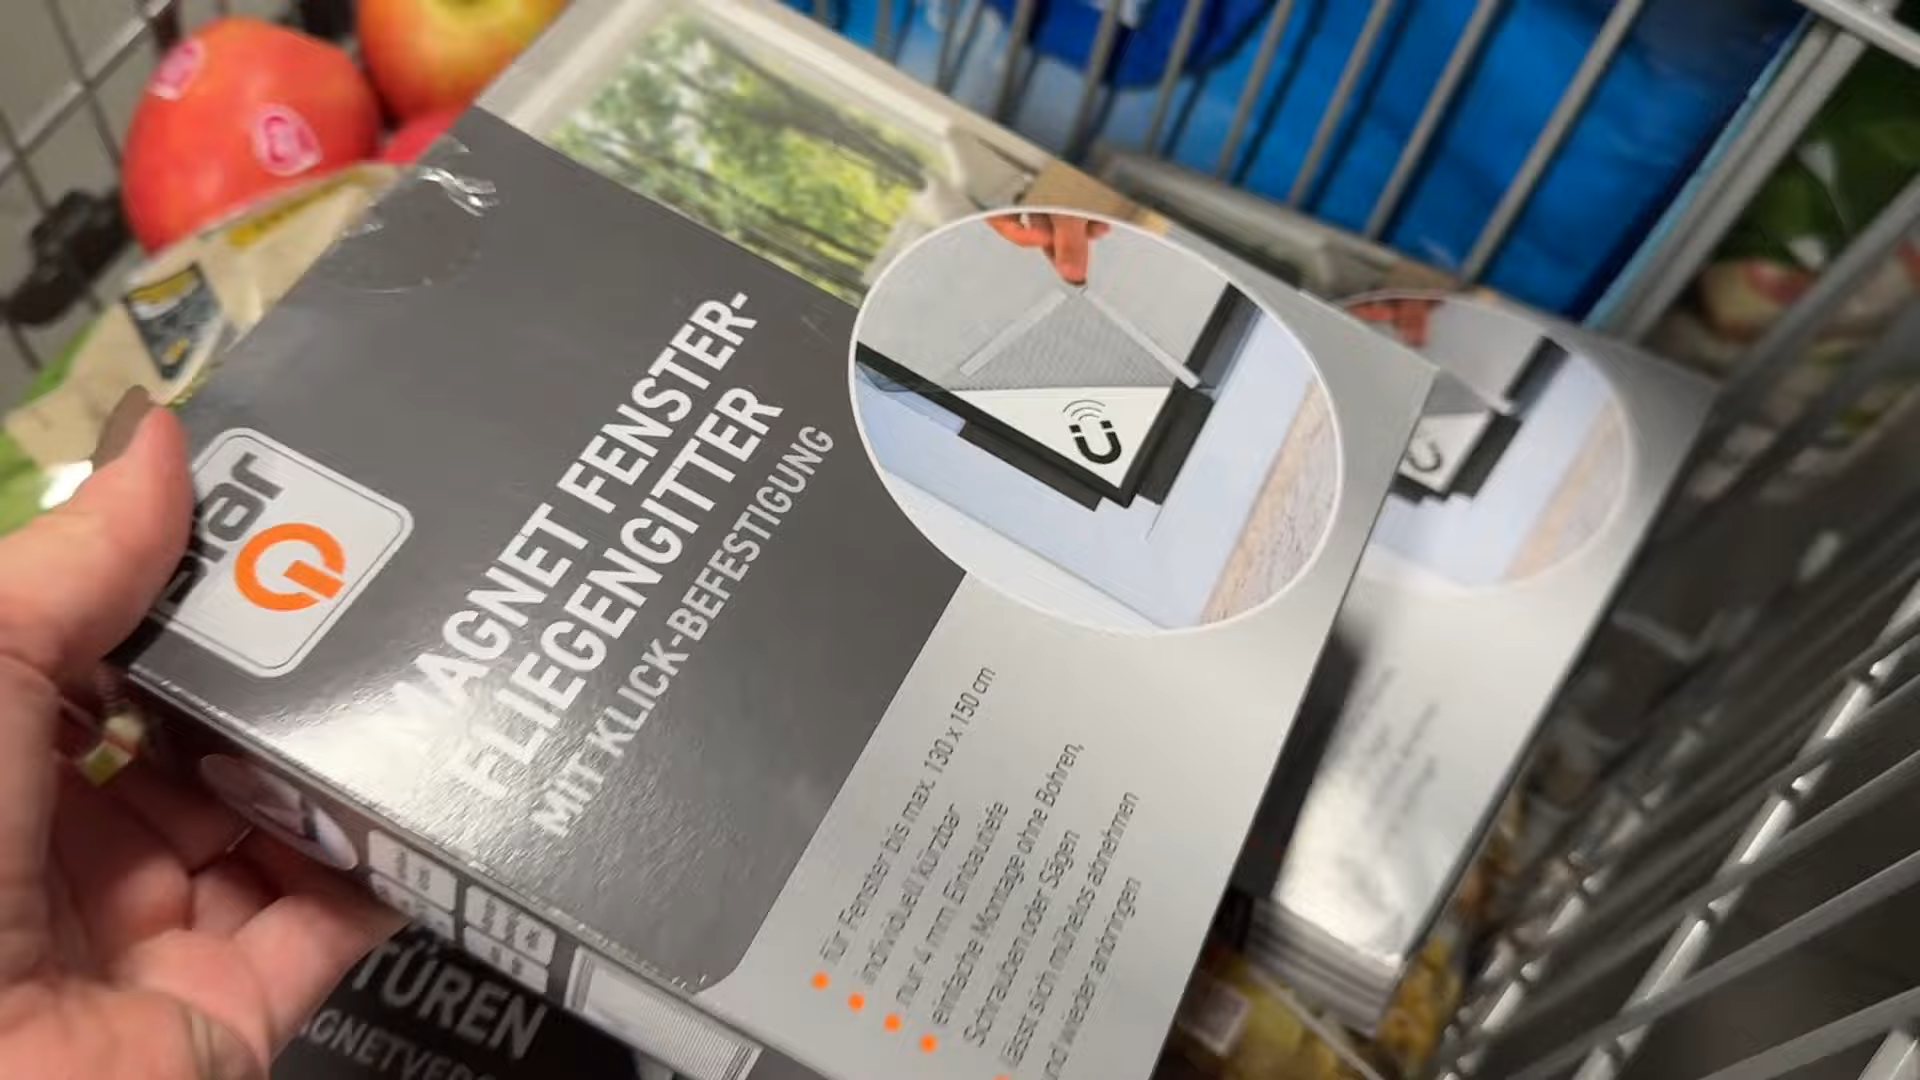 MAGNET FENSTER-
FLIEGENGITTER
MIT KLICK-BEFESTIGUNG
für Fenster bis max. 130 x 150 cm
individuell kürzbar
nur 4 mm Einbautiefe
einfache Montage ohne Bohren,
Schrauben oder Sägen
lässt sich mühelos abnehmen
und wieder anbringen
TÜREN